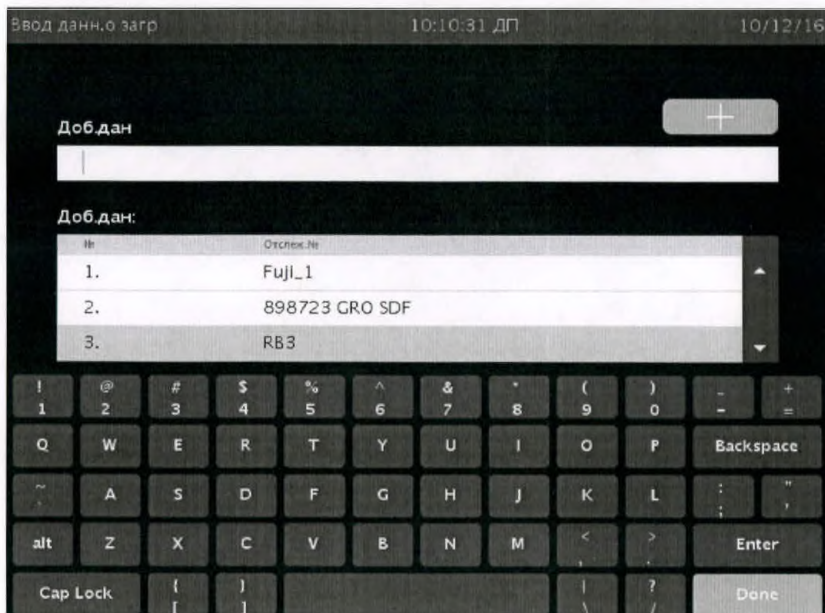 Ввод данн.о загр 10:10:31 ДП 10/12/16
+
Доб.дан
Доб.дан:
№ Отслеж.№
1. Fuji_1
2. 898723 GRO SDF
3. RB3
! @ # $ % ^ & * ( ) _ +
1 2 3 4 5 6 7 8 9 0 - =
Q W E R T Y U I O P Backspace
~ A S D F G H J K L : "
; '
alt Z X C V B N M < > Enter
, .
Cap Lock { } | ? Done
[ ] \ /